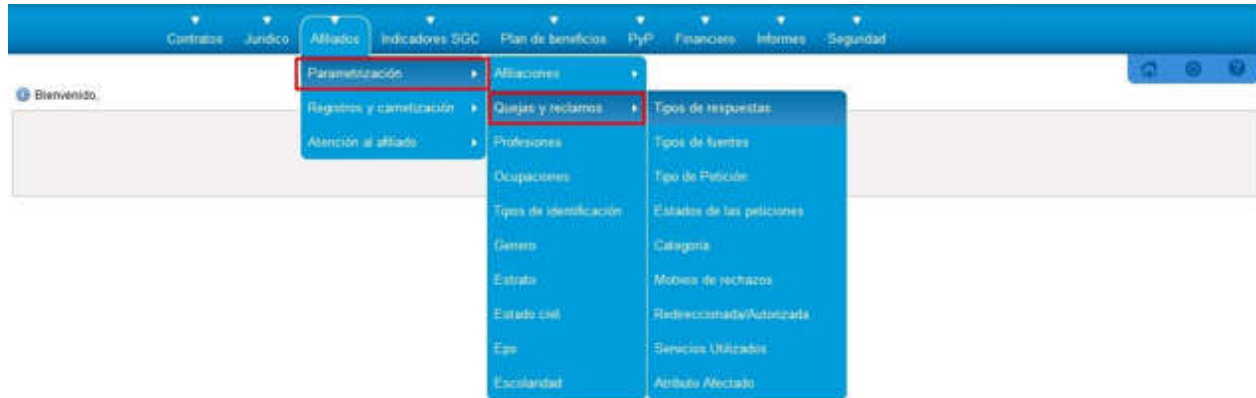 Contratos Juridico Afiliados Indicadores SGC Plan de beneficios PyP Financiero Informes Seguridad
Bienvenido,
Parametrización
Registros y carnetización
Atención al afiliado
Afiliaciones
Quejas y reclamos
Profesiones
Ocupaciones
Tipos de identificación
Genero
Estrato
Estado civil
Eps
Escolaridad
Tipos de respuestas
Tipos de fuentes
Tipo de Petición
Estados de las peticiones
Categoría
Motivos de rechazos
Redireccionada/Autorizada
Servicios Utilizados
Atributo Afectado